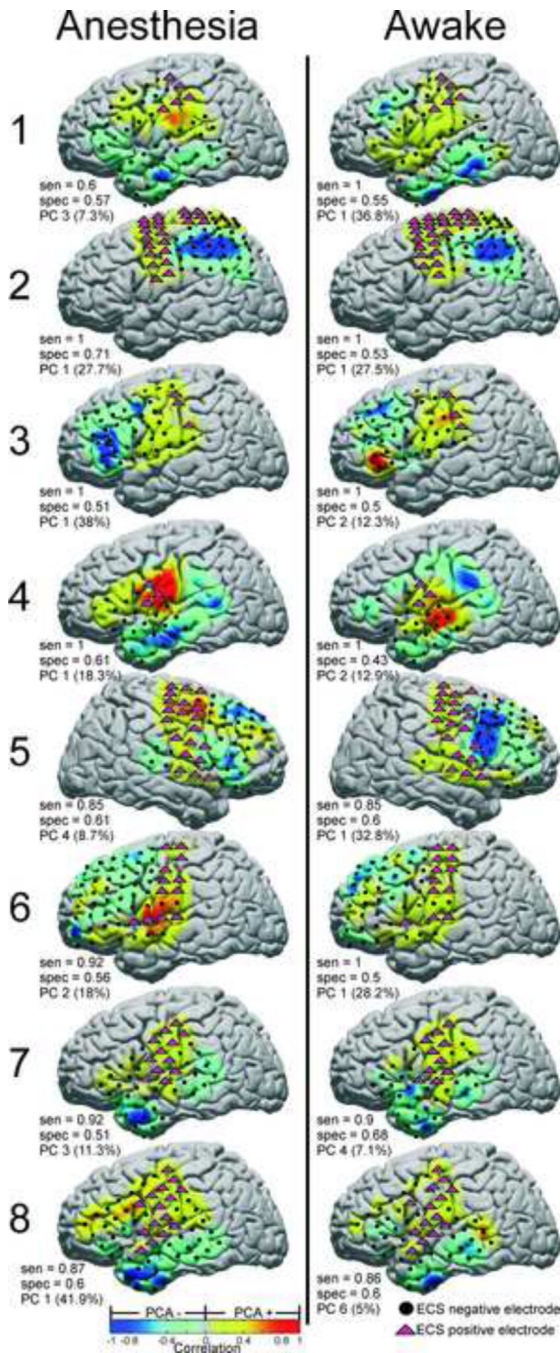 Anesthesia
Awake
1
sen = 0.6
spec = 0.57
PC 3 (7.3%)
sen = 1
spec = 0.55
PC 1 (36.8%)
2
sen = 1
spec = 0.71
PC 1 (27.7%)
sen = 1
spec = 0.53
PC 1 (27.5%)
3
sen = 1
spec = 0.51
PC 1 (38%)
sen = 1
spec = 0.5
PC 2 (12.3%)
4
sen = 1
spec = 0.61
PC 1 (18.3%)
sen = 1
spec = 0.43
PC 2 (12.9%)
5
sen = 0.85
spec = 0.61
PC 4 (8.7%)
sen = 0.85
spec = 0.6
PC 1 (32.8%)
6
sen = 0.92
spec = 0.56
PC 2 (18%)
sen = 1
spec = 0.5
PC 1 (28.2%)
7
sen = 0.92
spec = 0.51
PC 3 (11.3%)
sen = 0.9
spec = 0.68
PC 4 (7.1%)
8
sen = 0.87
spec = 0.6
PC 1 (41.9%)
sen = 0.86
spec = 0.6
PC 6 (5%)
PCA - PCA +
-1 -0.8 -0.4 0 0.4 0.8 1
Correlation
ECS negative electrode
ECS positive electrode